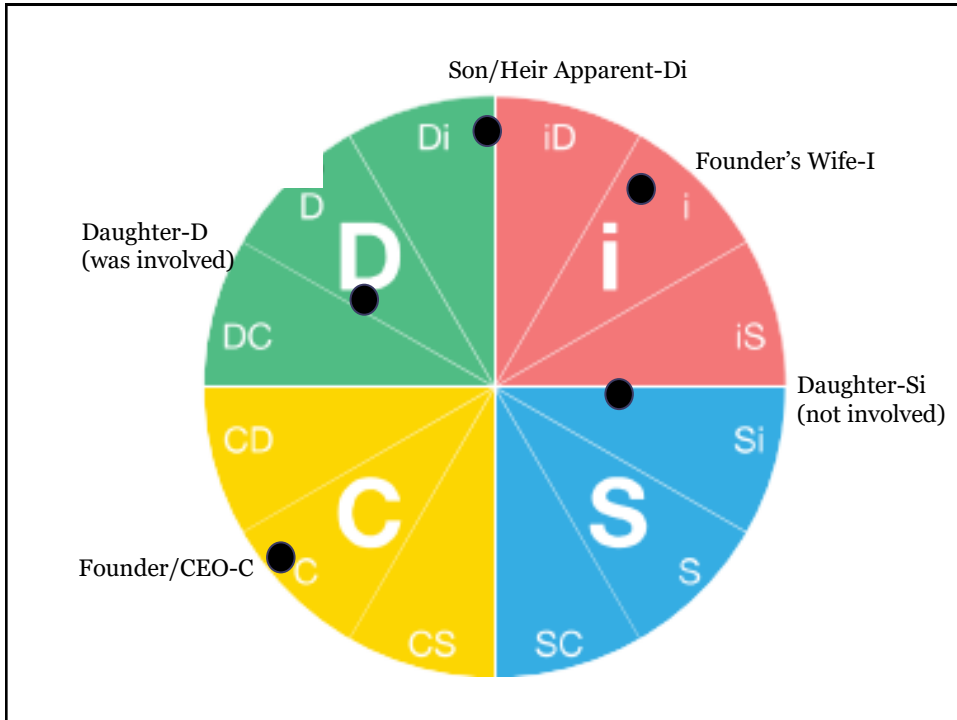 Son/Heir Apparent-Di
Di
iD
Founder's Wife-I
D
i
Daughter-D
(was involved)
D
i
DC
iS
Daughter-Si
(not involved)
CD
Si
C
S
Founder/CEO-C
C
S
CS
SC